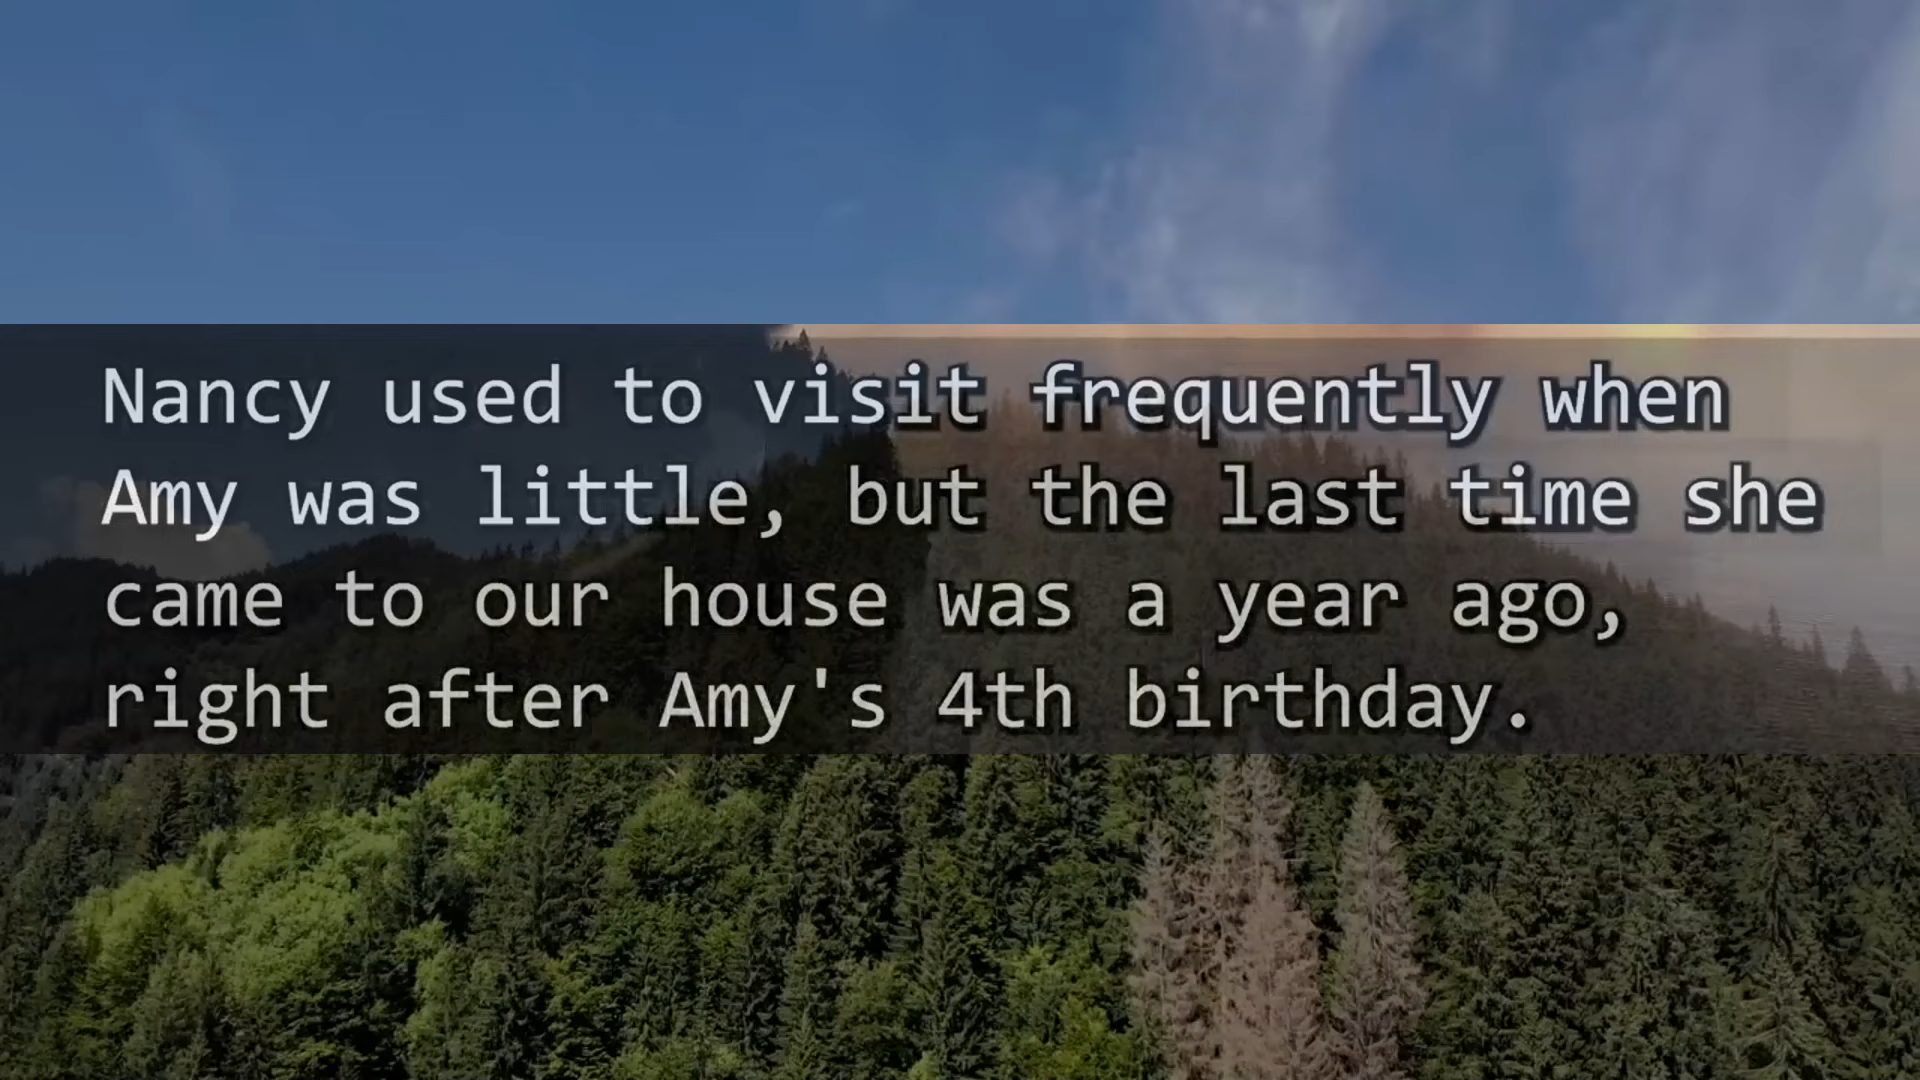 Nancy used to visit frequently when
Amy was little, but the last time she
came to our house was a year ago,
right after Amy's 4th birthday.